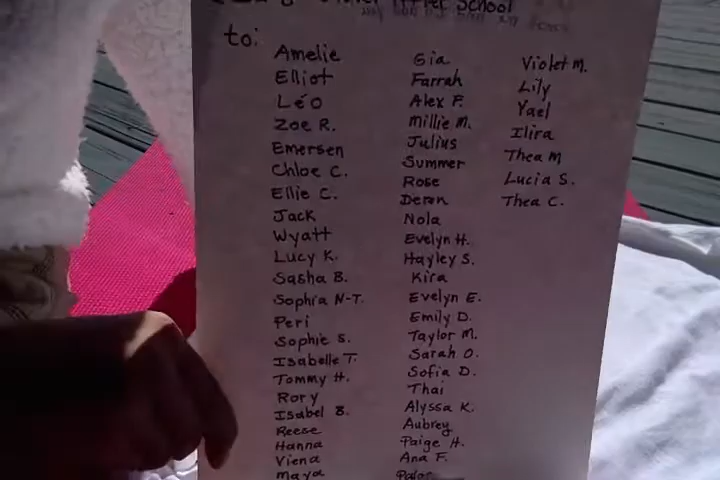 School
to:
Amelie
Elliot
Léo
Zoe R.
Emersen
Chloe C.
Ellie C.
Jack
Wyatt
Lucy K.
Sasha B.
Sophia N-T.
Peri
Sophie S.
Isabelle T.
Tommy H.
Rory
Isabel B.
Reese
Hanna
Viena
Maya
Gia
Farrah
Alex P.
Millie M.
Julius
Summer
Rose
Deren
Nola
Evelyn H.
Hayley S.
Kira
Evelyn E.
Emily D.
Taylor M.
Sarah O.
Sofia D.
Thai
Alyssa K.
Aubrey
Paige H.
Ana F.
Violet M.
Lily
Yael
Ilira
Thea M
Lucia S.
Thea C.